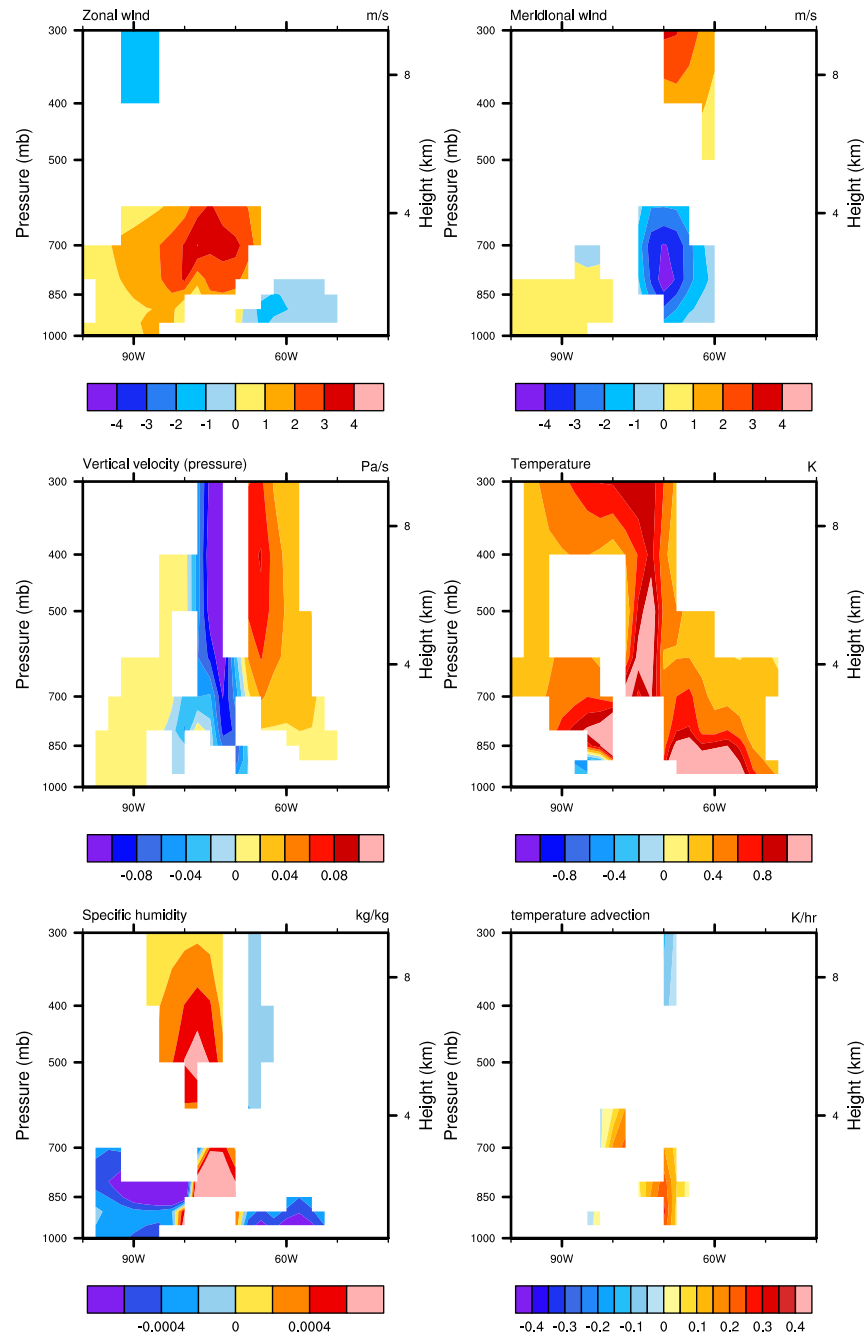 Zonal wind m/s
300
400
500
700
850
1000
Pressure (mb)
8
4
Height (km)
90W 60W
-4 -3 -2 -1 0 1 2 3 4
Meridional wind m/s
300
400
500
700
850
1000
Pressure (mb)
8
4
Height (km)
90W 60W
-4 -3 -2 -1 0 1 2 3 4
Vertical velocity (pressure) Pa/s
300
400
500
700
850
1000
Pressure (mb)
8
4
Height (km)
90W 60W
-0.08 -0.04 0 0.04 0.08
Temperature K
300
400
500
700
850
1000
Pressure (mb)
8
4
Height (km)
90W 60W
-0.8 -0.4 0 0.4 0.8
Specific humidity kg/kg
300
400
500
700
850
1000
Pressure (mb)
8
4
Height (km)
90W 60W
-0.0004 0 0.0004
temperature advection K/hr
300
400
500
700
850
1000
Pressure (mb)
8
4
Height (km)
90W 60W
-0.4 -0.3 -0.2 -0.1 0 0.1 0.2 0.3 0.4